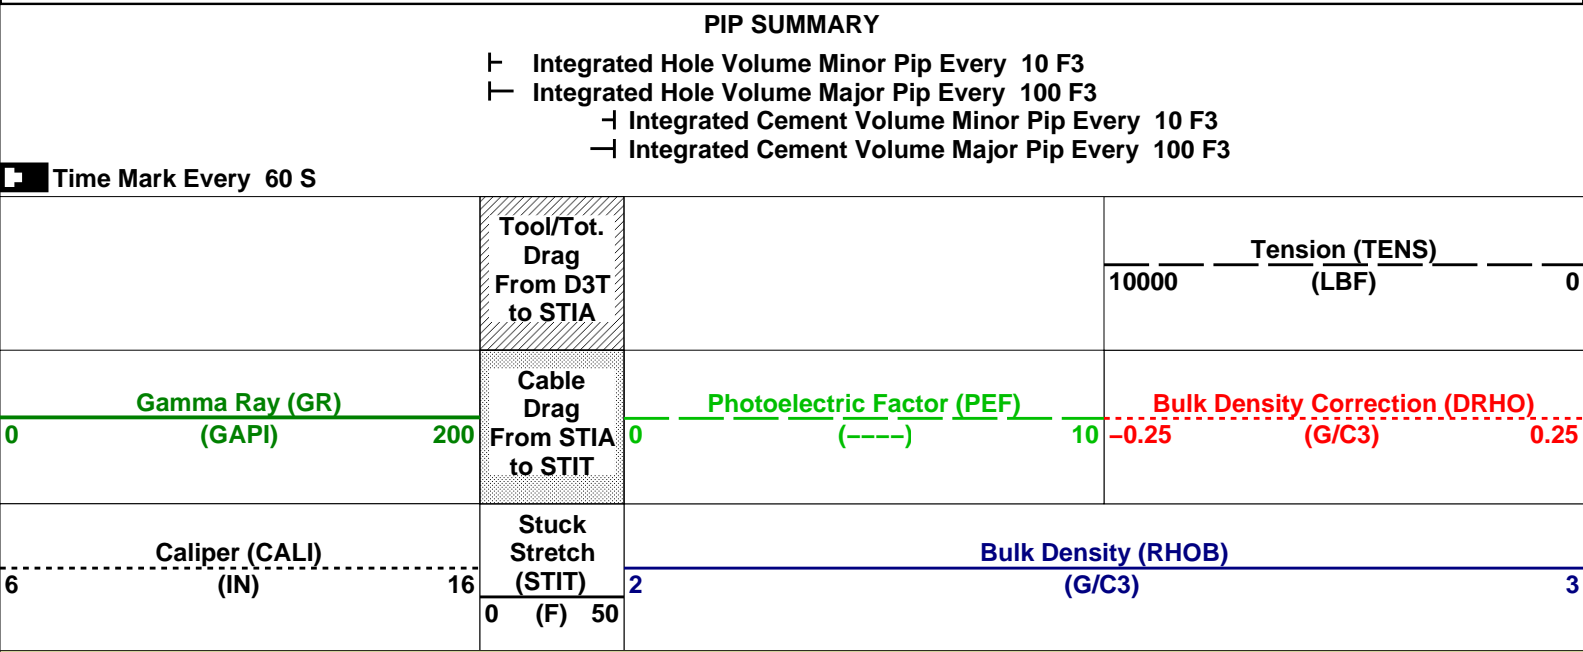 PIP SUMMARY
Integrated Hole Volume Minor Pip Every 10 F3
Integrated Hole Volume Major Pip Every 100 F3
Integrated Cement Volume Minor Pip Every 10 F3
Integrated Cement Volume Major Pip Every 100 F3
Time Mark Every 60 S
Tool/Tot.
Drag
From D3T
to STIA
Tension (TENS)
10000 (LBF) 0
Gamma Ray (GR)
0 (GAPI) 200
Cable
Drag
From STIA
to STIT
Photoelectric Factor (PEF)
0 (−−−−) 10
Bulk Density Correction (DRHO)
−0.25 (G/C3) 0.25
Caliper (CALI)
6 (IN) 16
Stuck
Stretch
(STIT)
0 (F) 50
Bulk Density (RHOB)
2 (G/C3) 3